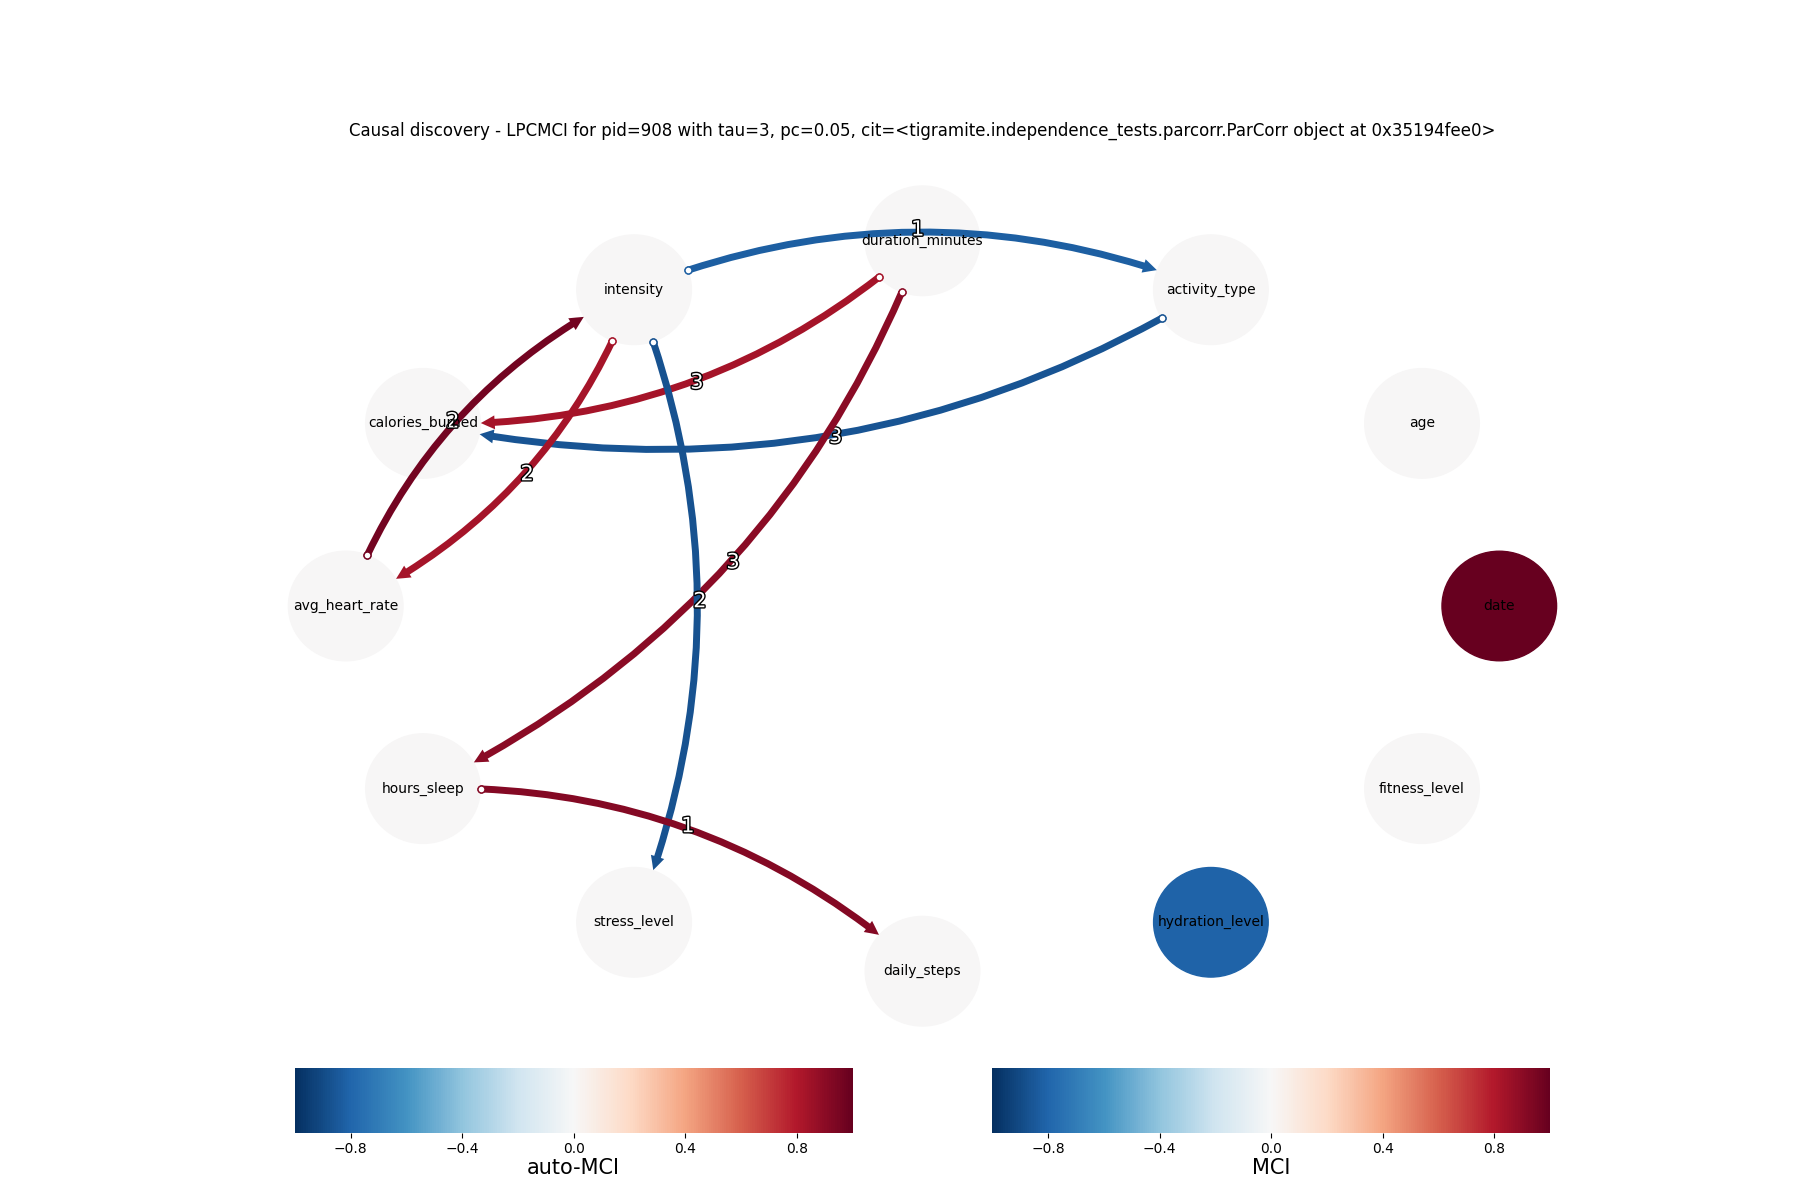 Causal discovery - LPCMCI for pid=908 with tau=3, pc=0.05, cit=<tigramite.independence_tests.parcorr.ParCorr object at 0x35194fee0>
1
duration_minutes
intensity
activity_type
3
2
calories_burned
age
3
2
3
2
avg_heart_rate
date
hours_sleep
fitness_level
1
stress_level
hydration_level
daily_steps
−0.8 −0.4 0.0 0.4 0.8
auto-MCI
−0.8 −0.4 0.0 0.4 0.8
MCI